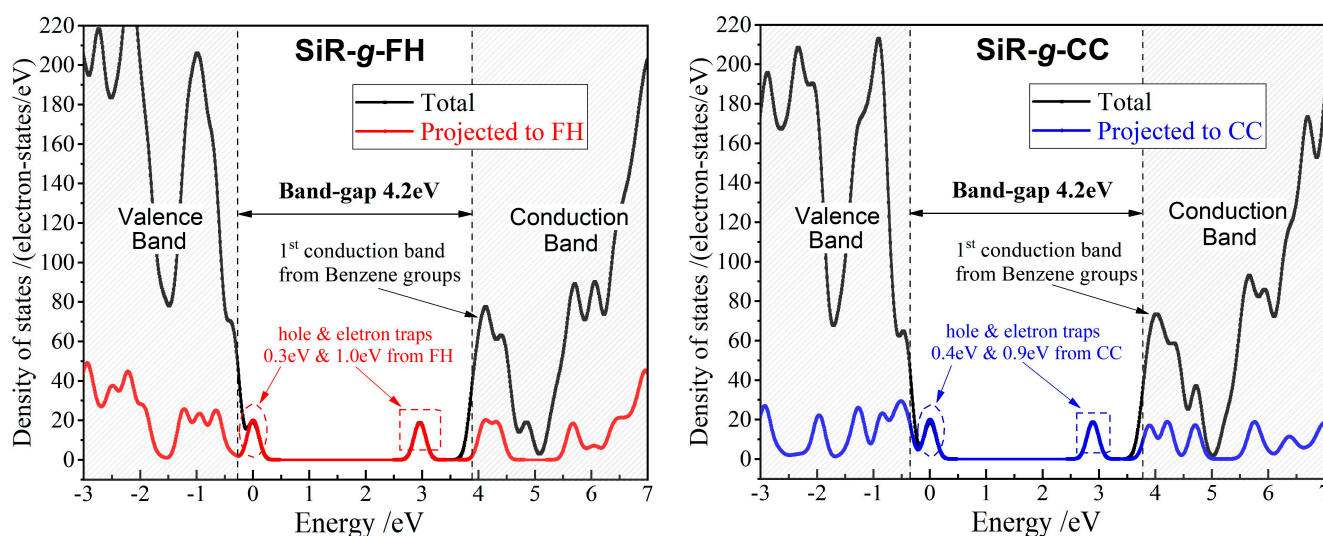 SiR-g-FH
Total
Projected to FH
Band-gap 4.2eV
Valence
Band
Conduction
Band
1st conduction band
from Benzene groups
hole & eletron traps
0.3eV & 1.0eV from FH
Density of states /(electron-states/eV)
220
200
180
160
140
120
100
80
60
40
20
0
-3 -2 -1 0 1 2 3 4 5 6 7
Energy /eV
SiR-g-CC
Total
Projected to CC
Band-gap 4.2eV
Valence
Band
Conduction
Band
1st conduction band
from Benzene groups
hole & eletron traps
0.4eV & 0.9eV from CC
Density of states /(electron-states/eV)
220
200
180
160
140
120
100
80
60
40
20
0
-3 -2 -1 0 1 2 3 4 5 6 7
Energy /eV